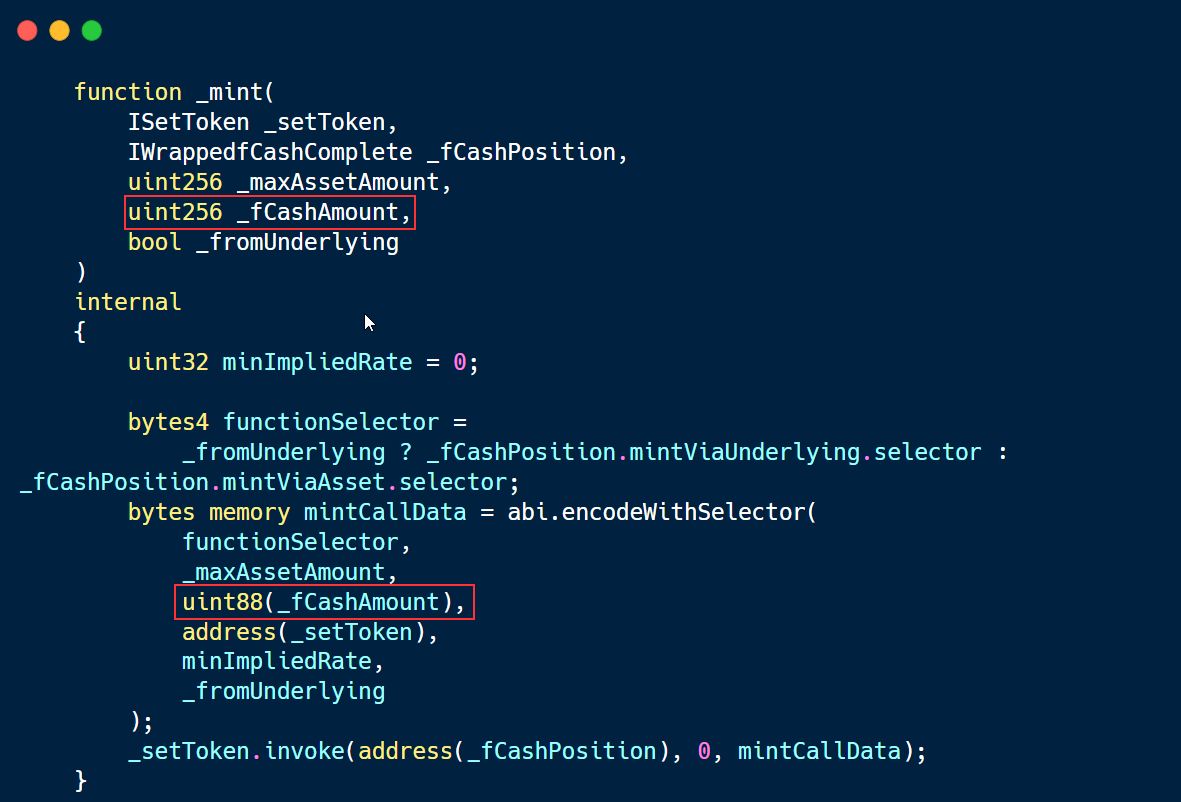 function _mint(
ISetToken _setToken,
IWrappedfCashComplete _fCashPosition,
uint256 _maxAssetAmount,
uint256 _fCashAmount,
bool _fromUnderlying
)
internal
{
uint32 minImpliedRate = 0;
bytes4 functionSelector =
_fromUnderlying ? _fCashPosition.mintViaUnderlying.selector :
_fCashPosition.mintViaAsset.selector;
bytes memory mintCallData = abi.encodeWithSelector(
functionSelector,
_maxAssetAmount,
uint88(_fCashAmount),
address(_setToken),
minImpliedRate,
_fromUnderlying
);
_setToken.invoke(address(_fCashPosition), 0, mintCallData);
}